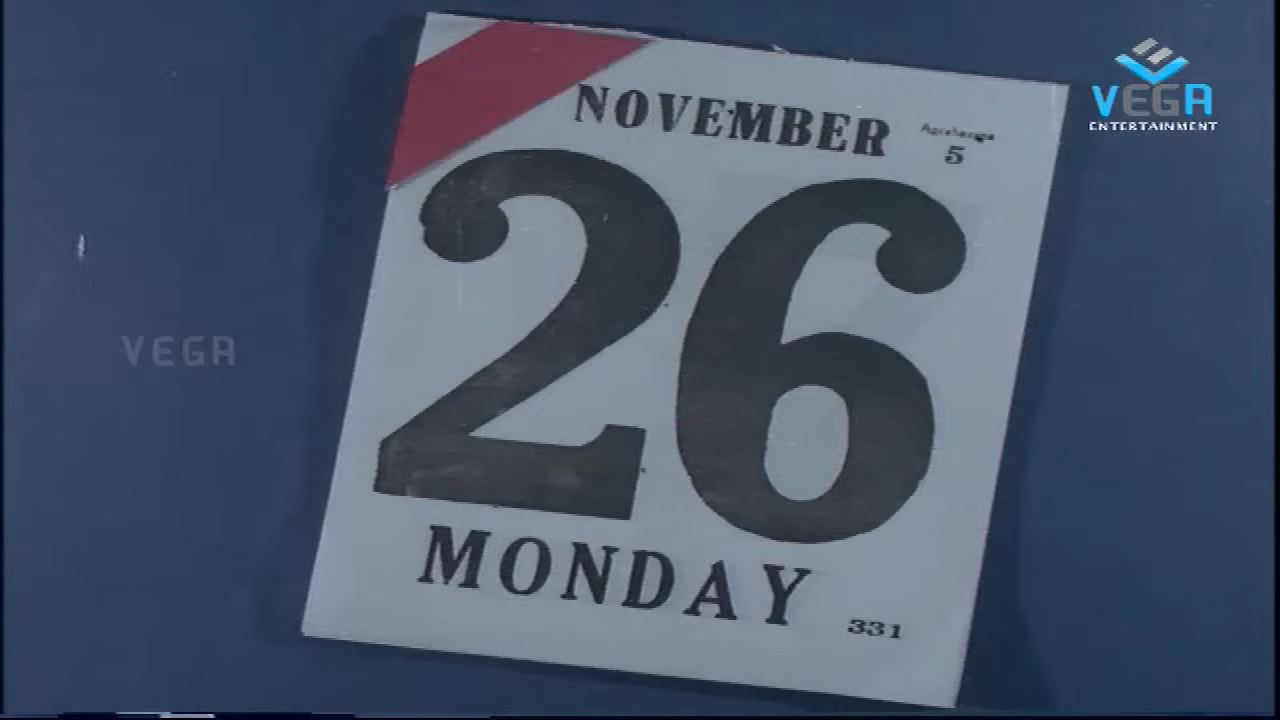 NOVEMBER
5
26
MONDAY
331
VEGA
ENTERTAINMENT
VEGA